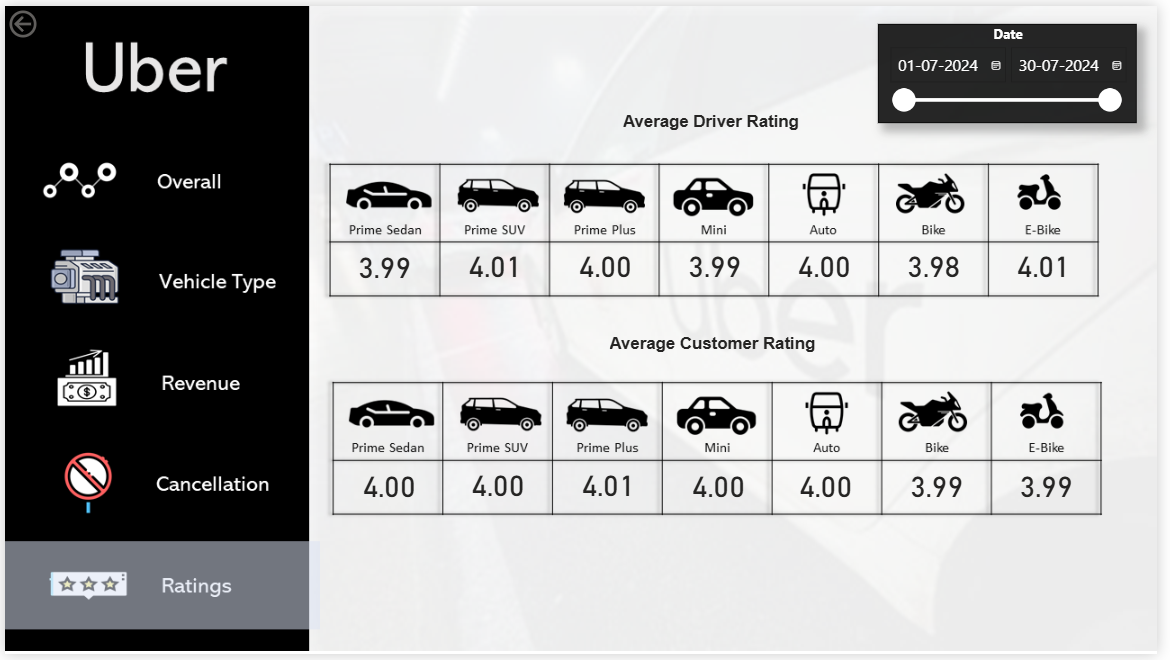 Uber
Overall
Vehicle Type
Revenue
Cancellation
Ratings
Date
01-07-2024 30-07-2024
Average Driver Rating
Prime Sedan Prime SUV Prime Plus Mini Auto Bike E-Bike
3.99 4.01 4.00 3.99 4.00 3.98 4.01
Uber
Average Customer Rating
Prime Sedan Prime SUV Prime Plus Mini Auto Bike E-Bike
4.00 4.00 4.01 4.00 4.00 3.99 3.99